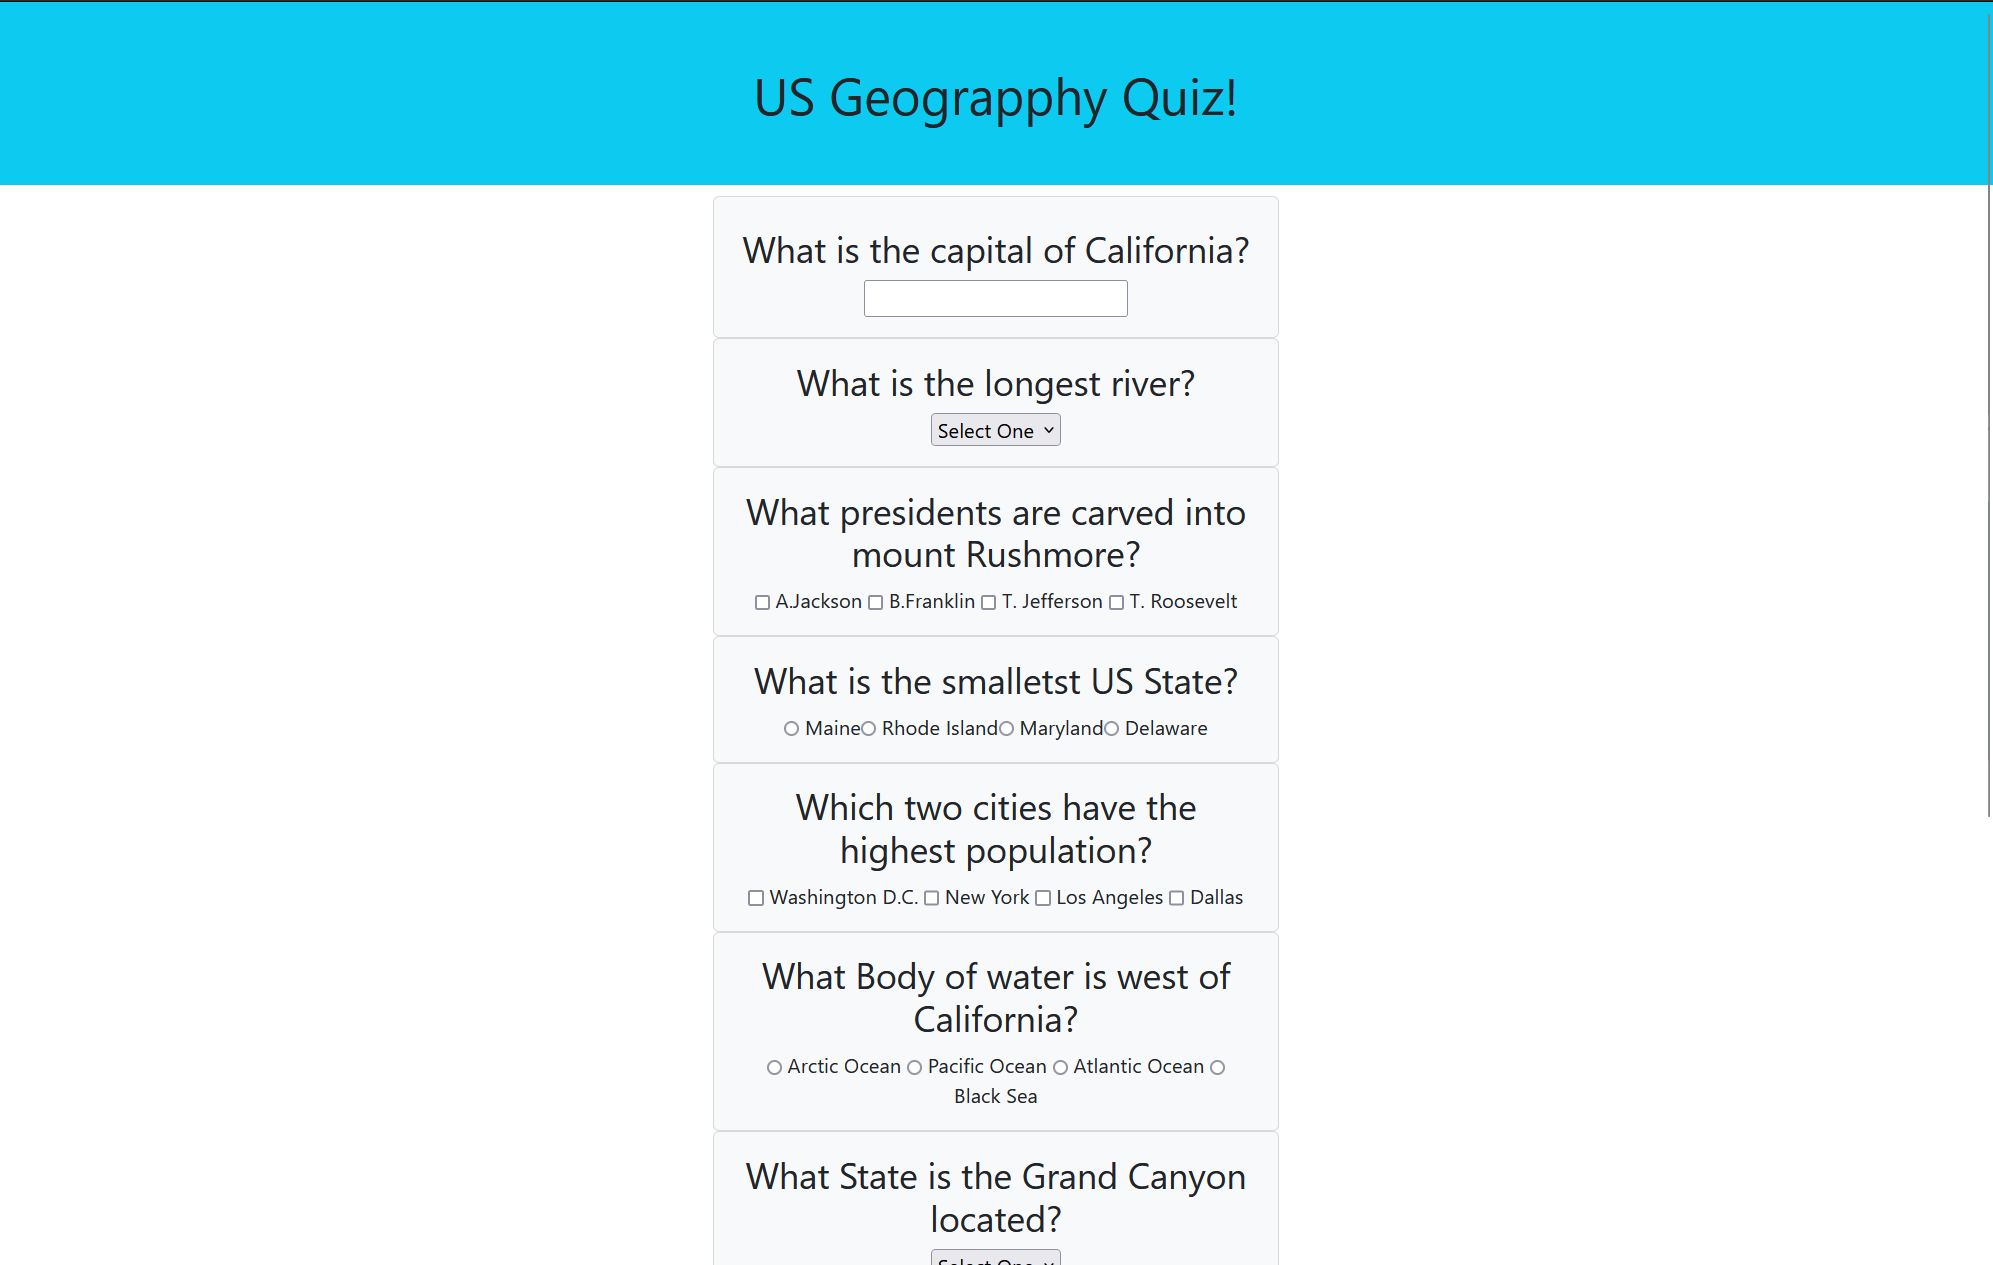 US Geograpphy Quiz!
What is the capital of California?
What is the longest river?
Select One
What presidents are carved into
mount Rushmore?
A.Jackson B.Franklin T. Jefferson T. Roosevelt
What is the smalletst US State?
Maine Rhode Island Maryland Delaware
Which two cities have the
highest population?
Washington D.C. New York Los Angeles Dallas
What Body of water is west of
California?
Arctic Ocean Pacific Ocean Atlantic Ocean
Black Sea
What State is the Grand Canyon
located?
Select One